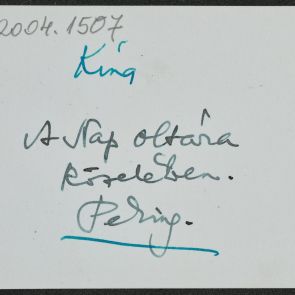 2004.1507
Kína
A Nap oltára
közelében.
Peking.